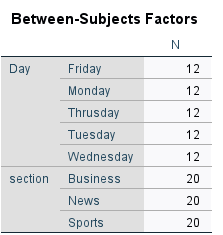 Between-Subjects Factors
N
Day Friday 12
Monday 12
Thrusday 12
Tuesday 12
Wednesday 12
section Business 20
News 20
Sports 20